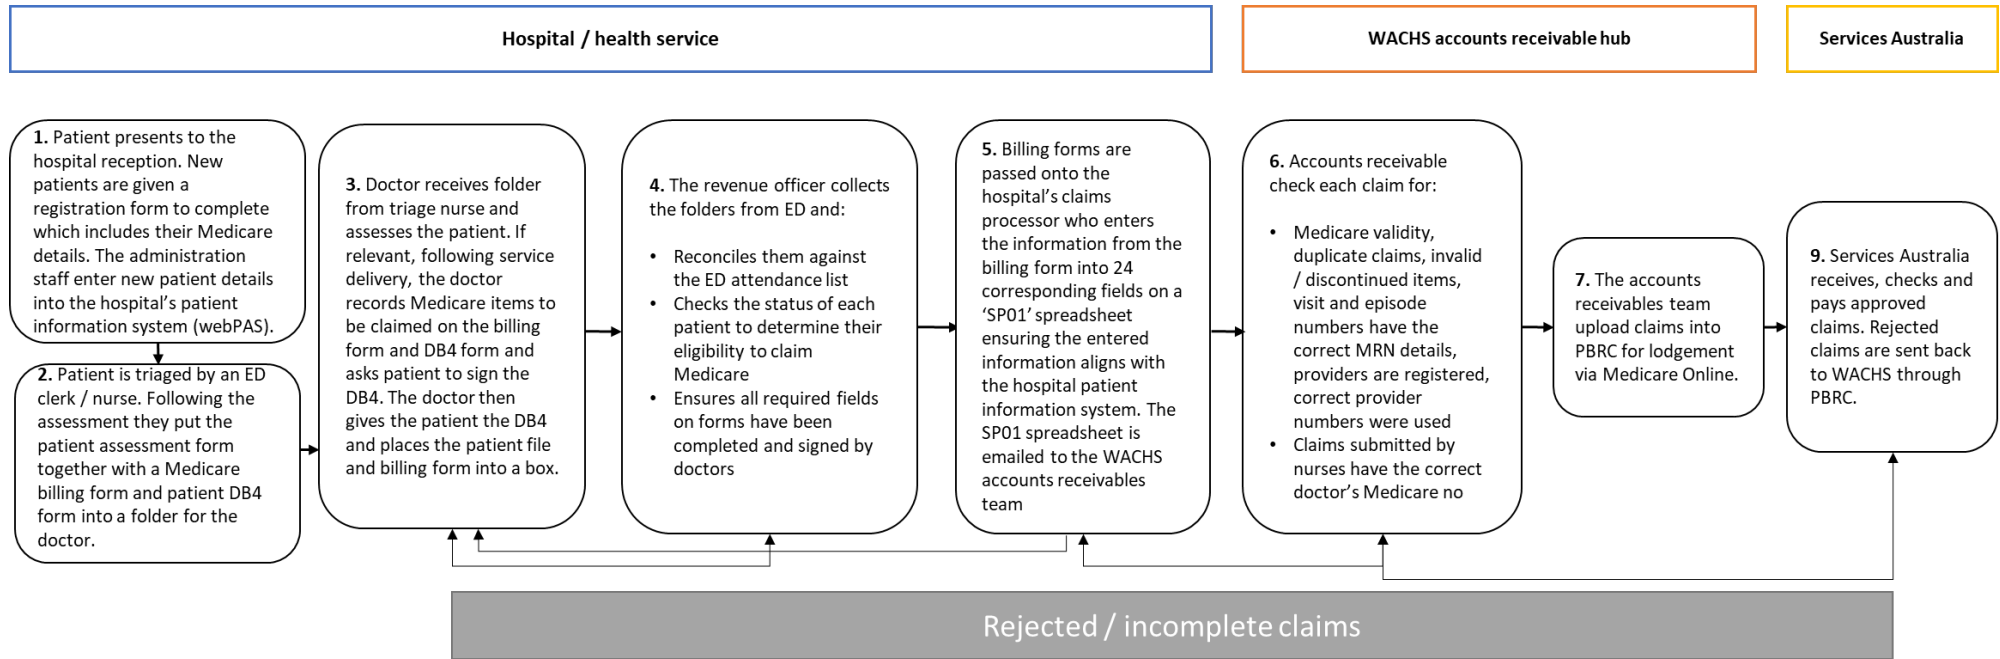 Hospital / health service
WACHS accounts receivable hub
Services Australia
1. Patient presents to the
hospital reception. New
patients are given a
registration form to complete
which includes their Medicare
details. The administration
staff enter new patient details
into the hospital’s patient
information system (webPAS).
2. Patient is triaged by an ED
clerk / nurse. Following the
assessment they put the
patient assessment form
together with a Medicare
billing form and patient DB4
form into a folder for the
doctor.
3. Doctor receives folder
from triage nurse and
assesses the patient. If
relevant, following service
delivery, the doctor
records Medicare items to
be claimed on the billing
form and DB4 form and
asks patient to sign the
DB4. The doctor then
gives the patient the DB4
and places the patient file
and billing form into a box.
4. The revenue officer collects
the folders from ED and:
• Reconciles them against
the ED attendance list
• Checks the status of each
patient to determine their
eligibility to claim
Medicare
• Ensures all required fields
on forms have been
completed and signed by
doctors
5. Billing forms are
passed onto the
hospital’s claims
processor who enters
the information from the
billing form into 24
corresponding fields on a
‘SP01’ spreadsheet
ensuring the entered
information aligns with
the hospital patient
information system. The
SP01 spreadsheet is
emailed to the WACHS
accounts receivables
team
6. Accounts receivable
check each claim for:
• Medicare validity,
duplicate claims, invalid
/ discontinued items,
visit and episode
numbers have the
correct MRN details,
providers are registered,
correct provider
numbers were used
• Claims submitted by
nurses have the correct
doctor’s Medicare no
7. The accounts
receivables team
upload claims into
PBRC for lodgement
via Medicare Online.
9. Services Australia
receives, checks and
pays approved
claims. Rejected
claims are sent back
to WACHS through
PBRC.
Rejected / incomplete claims